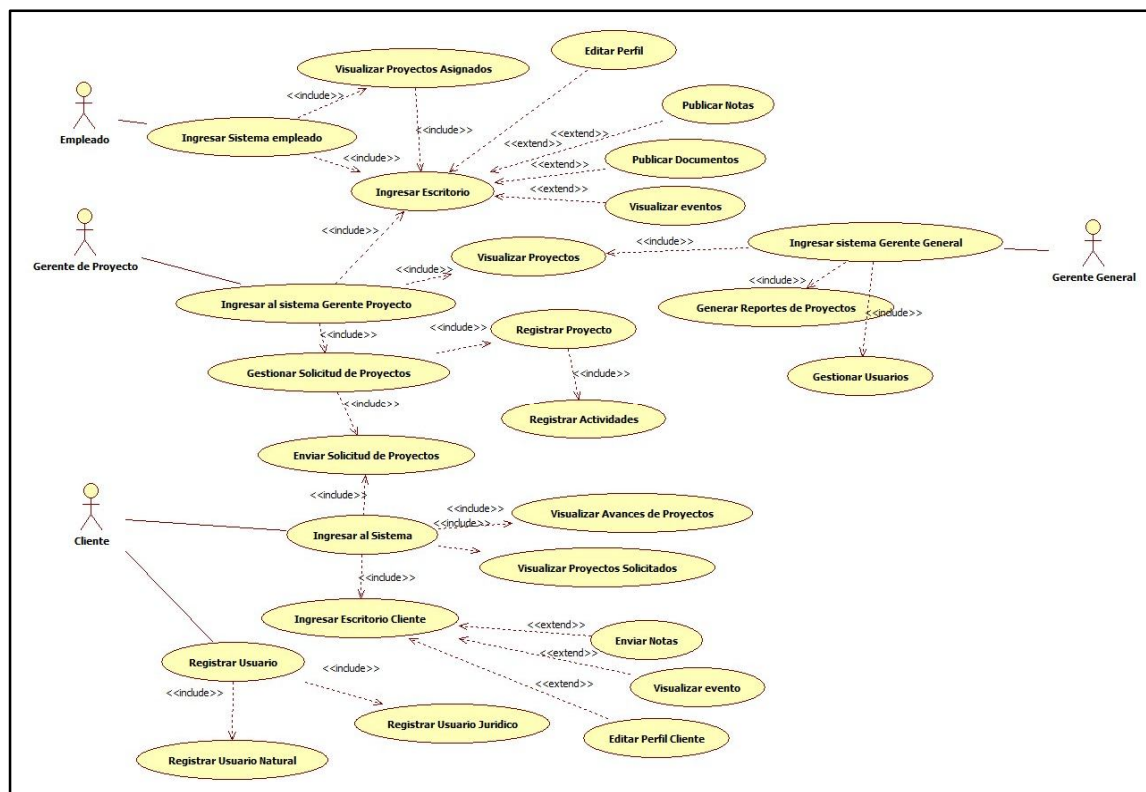 Editar Perfil
Visualizar Proyectos Asignados
<<include>>
Publicar Notas
Empleado
Ingresar Sistema empleado
<<include>>
<<extend>>
<<extend>>
Publicar Documentos
<<include>>
<<extend>>
Ingresar Escritorio
<<extend>>
Visualizar eventos
<<include>>
Ingresar sistema Gerente General
<<include>>
Gerente de Proyecto
Visualizar Proyectos
Gerente General
<<include>>
<<include>>
Ingresar al sistema Gerente Proyecto
Generar Reportes de Proyectos
<<include>>
<<include>>
<<include>>
Registrar Proyecto
<<include>>
Gestionar Solicitud de Proyectos
Gestionar Usuarios
<<include>>
Registrar Actividades
Enviar Solicitud de Proyectos
<<include>>
<<include>>
Visualizar Avances de Proyectos
<<include>>
Cliente
Ingresar al Sistema
Visualizar Proyectos Solicitados
<<include>>
Ingresar Escritorio Cliente
<<extend>>
Enviar Notas
<<extend>>
Registrar Usuario
<<include>>
<<extend>>
Visualizar evento
<<include>>
Registrar Usuario Juridico
Editar Perfil Cliente
Registrar Usuario Natural